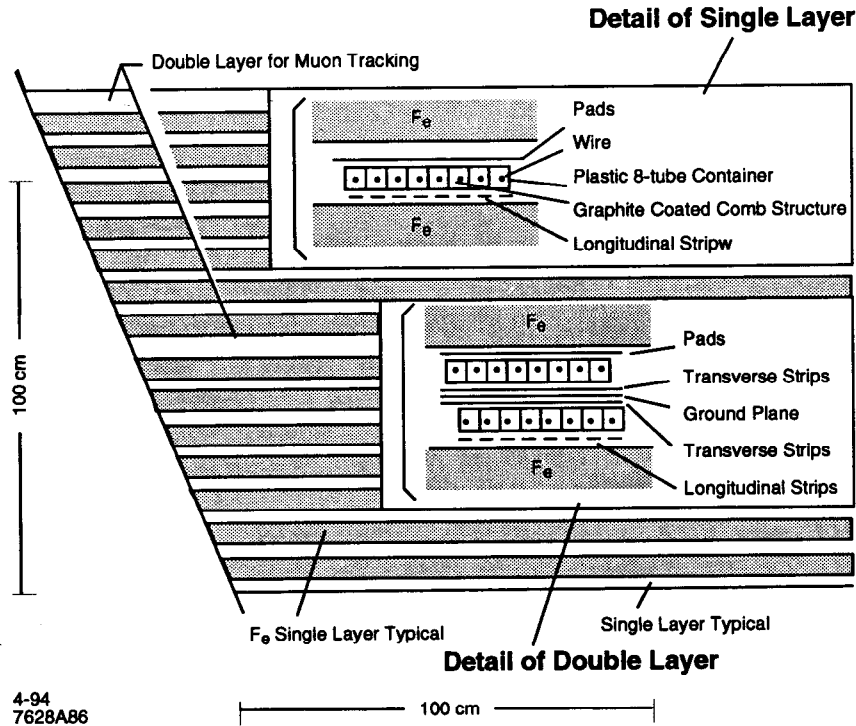 Detail of Single Layer
Double Layer for Muon Tracking
Fe
Pads
Wire
Plastic 8-tube Container
Graphite Coated Comb Structure
Fe
Longitudinal Stripw
100 cm
Fe
Pads
Transverse Strips
Ground Plane
Transverse Strips
Fe
Longitudinal Strips
Fe Single Layer Typical
Single Layer Typical
Detail of Double Layer
4-94
7628A86
100 cm